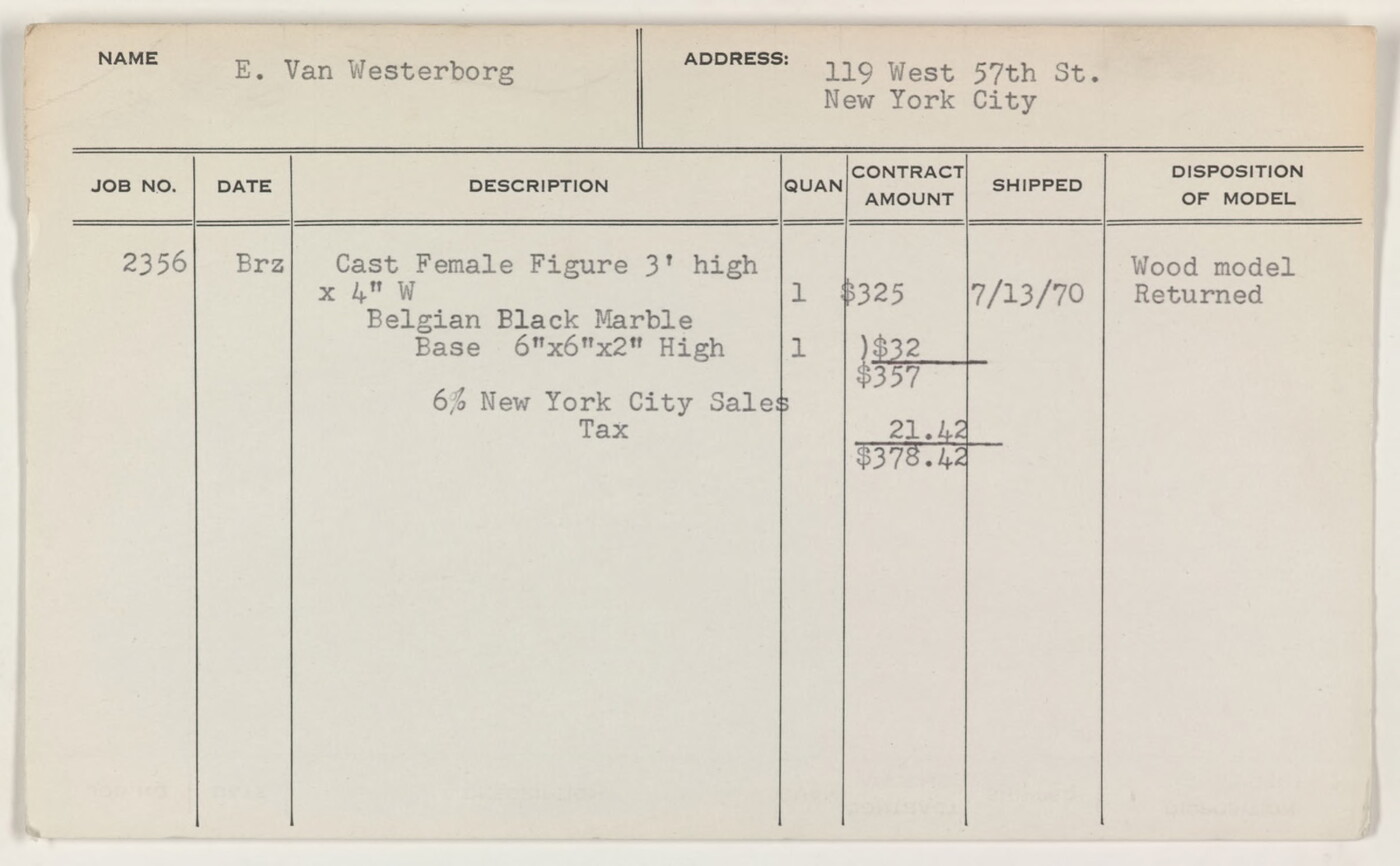 NAME E. Van Westerborg ADDRESS: 119 West 57th St.
New York City
JOB NO. DATE DESCRIPTION QUAN CONTRACT AMOUNT SHIPPED DISPOSITION OF MODEL
2356 Brz Cast Female Figure 3' high Wood model
x 4" W 1 $325 7/13/70 Returned
Belgian Black Marble
Base 6"x6"x2" High 1 )$32
$357
6% New York City Sales
Tax 21.42
$378.42